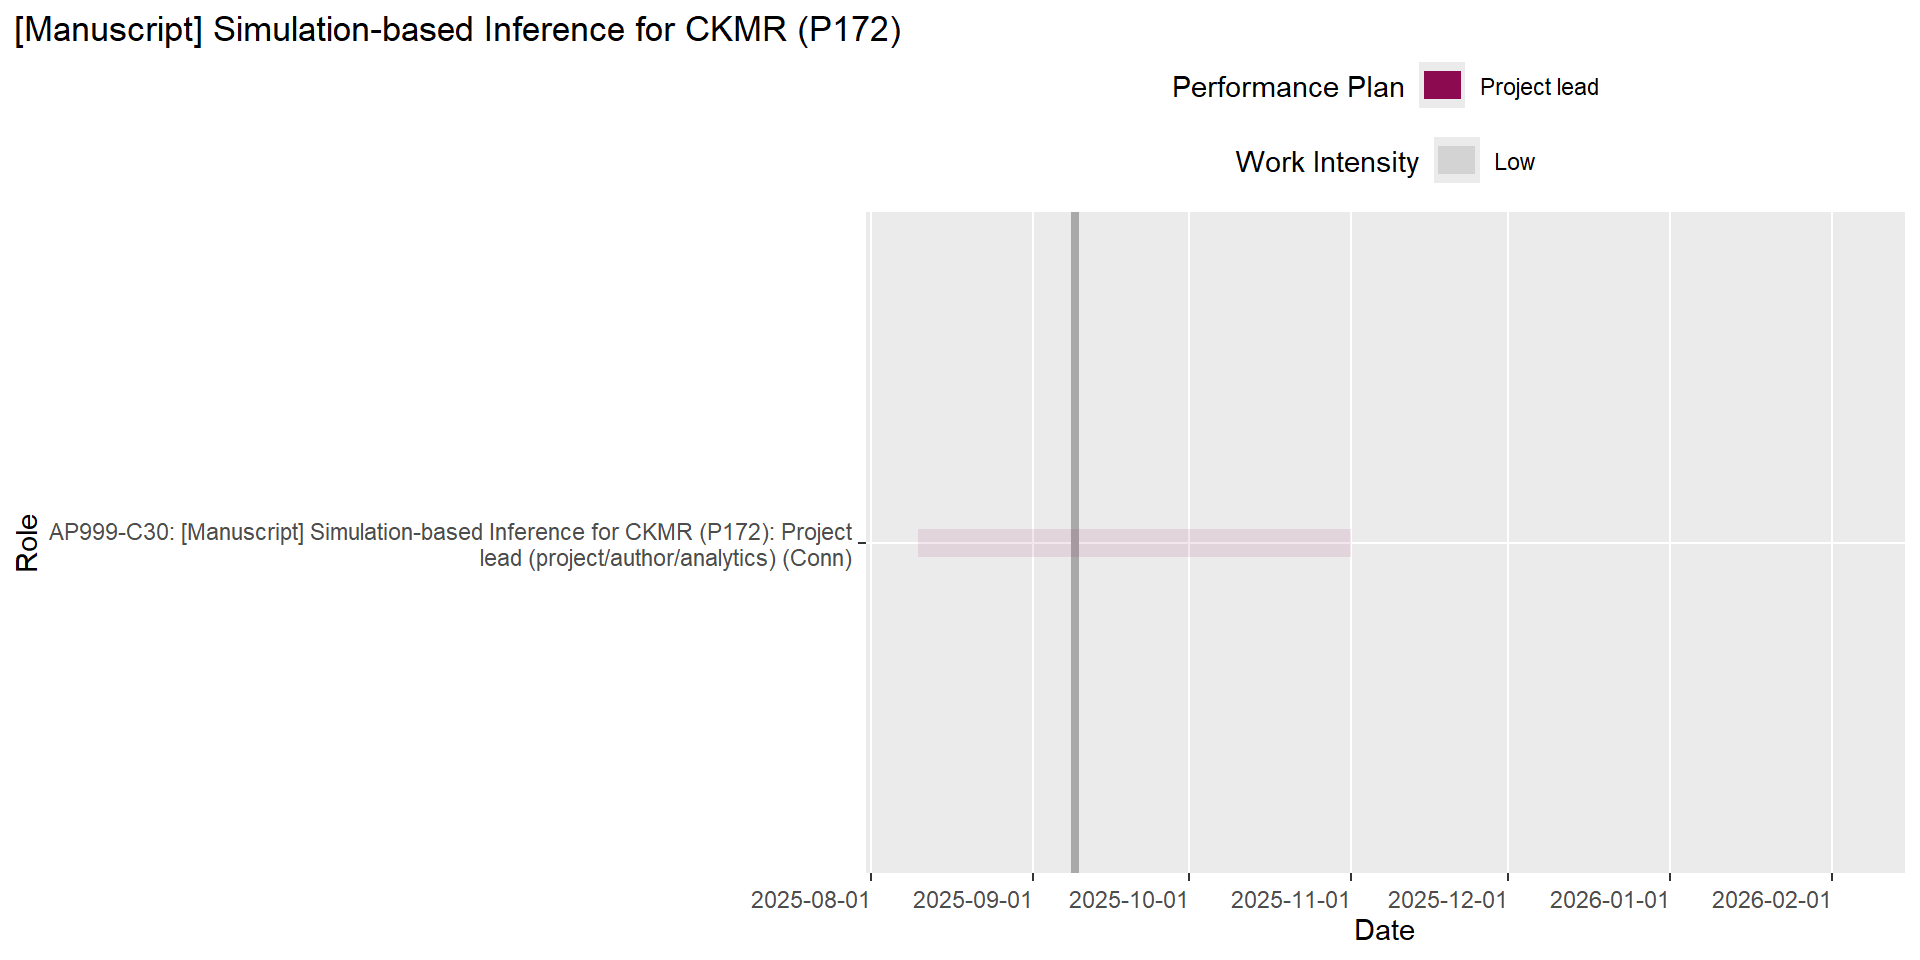 [Manuscript] Simulation-based Inference for CKMR (P172)
Performance Plan
Project lead
Work Intensity
Low
Role
AP999-C30: [Manuscript] Simulation-based Inference for CKMR (P172): Project
lead (project/author/analytics) (Conn)
2025-08-01
2025-09-01
2025-10-01
2025-11-01
2025-12-01
2026-01-01
2026-02-01
Date